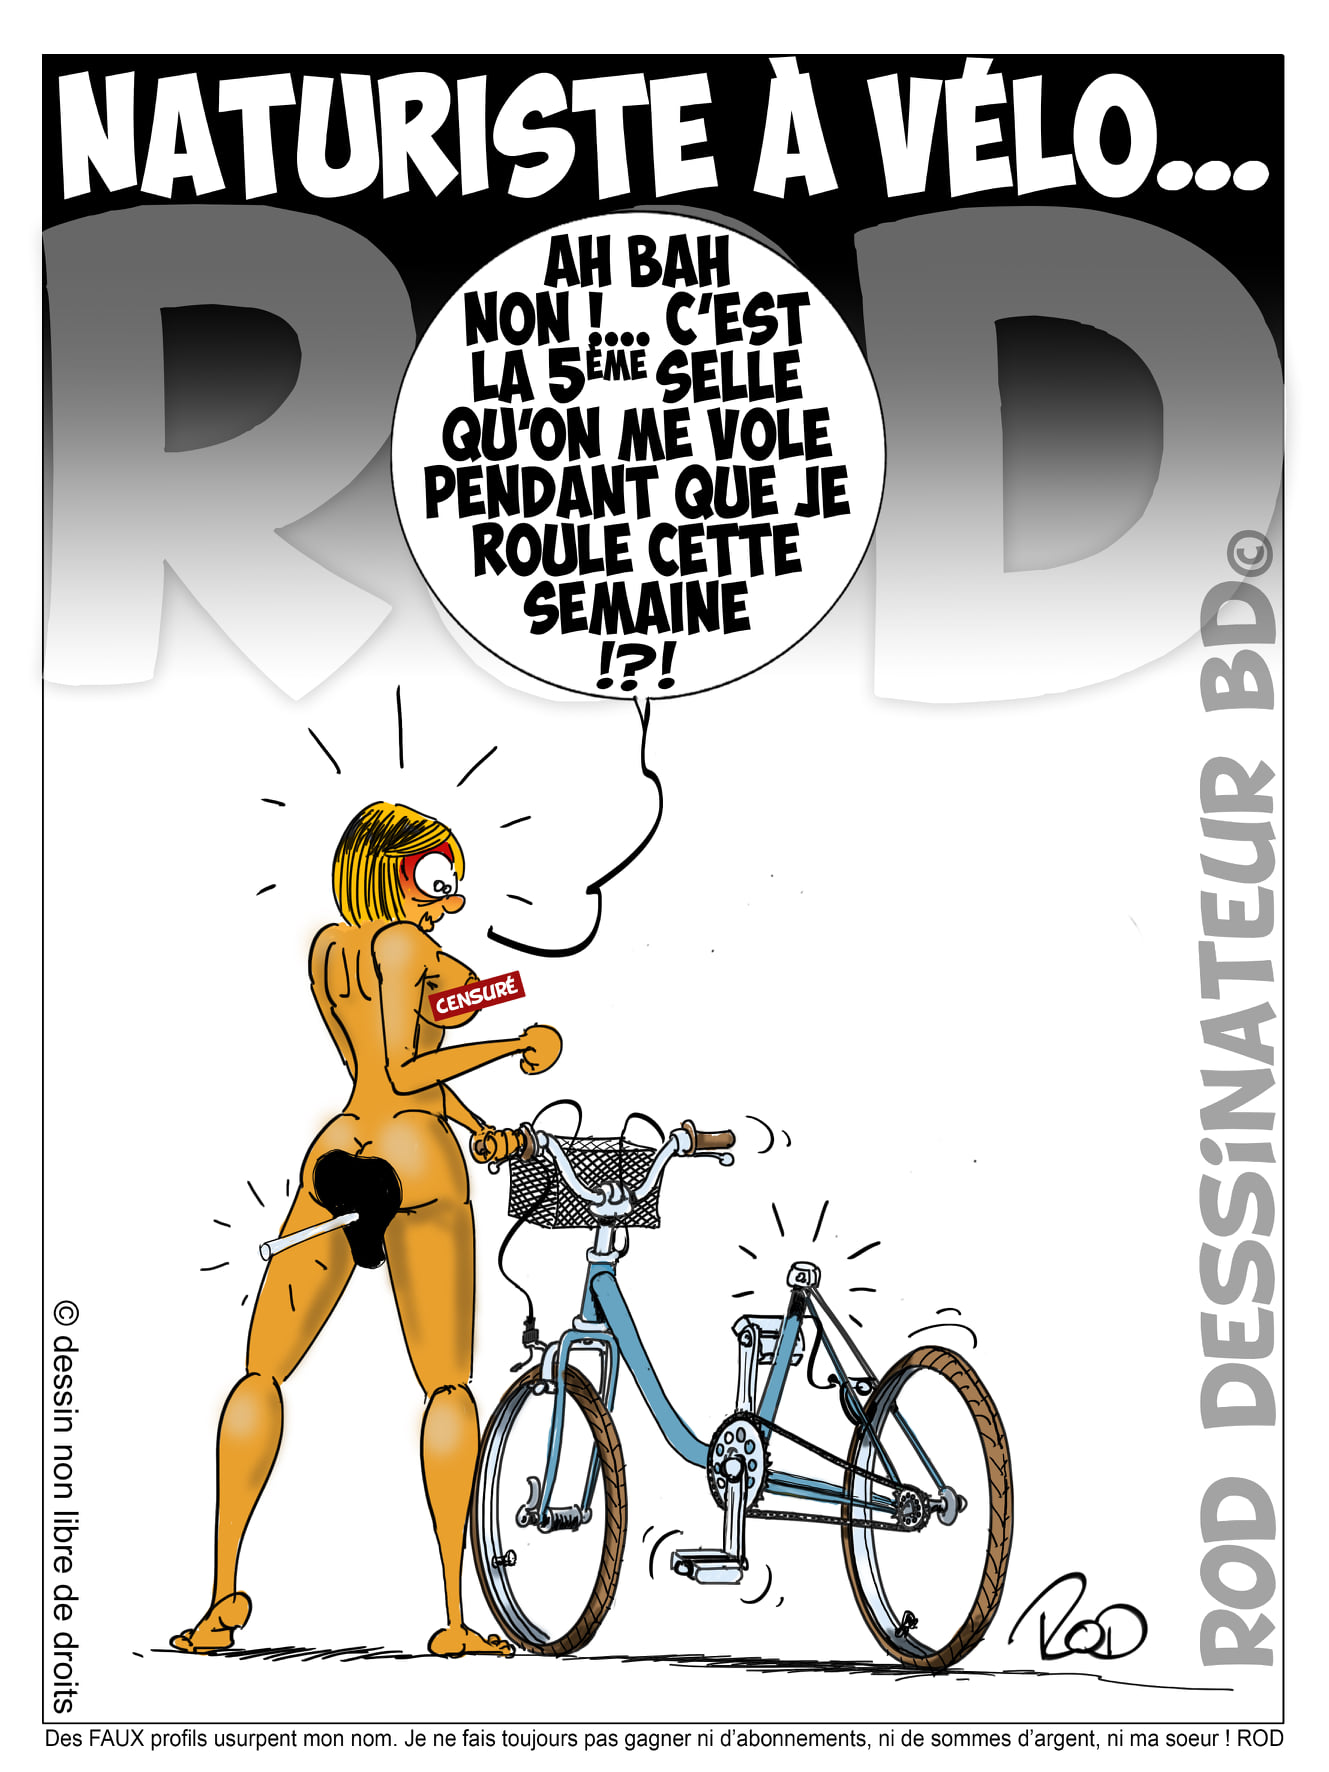 NATURISTE À VÉLO...
ROD
AH BAH
NON !.... C'EST
LA 5ÈME SELLE
QU'ON ME VOLE
PENDANT QUE JE
ROULE CETTE
SEMAINE
!?!
CENSURÉ
ROD DESSiNATEUR BD©
© dessin non libre de droits
ROD
Des FAUX profils usurpent mon nom. Je ne fais toujours pas gagner ni d'abonnements, ni de sommes d'argent, ni ma soeur ! ROD